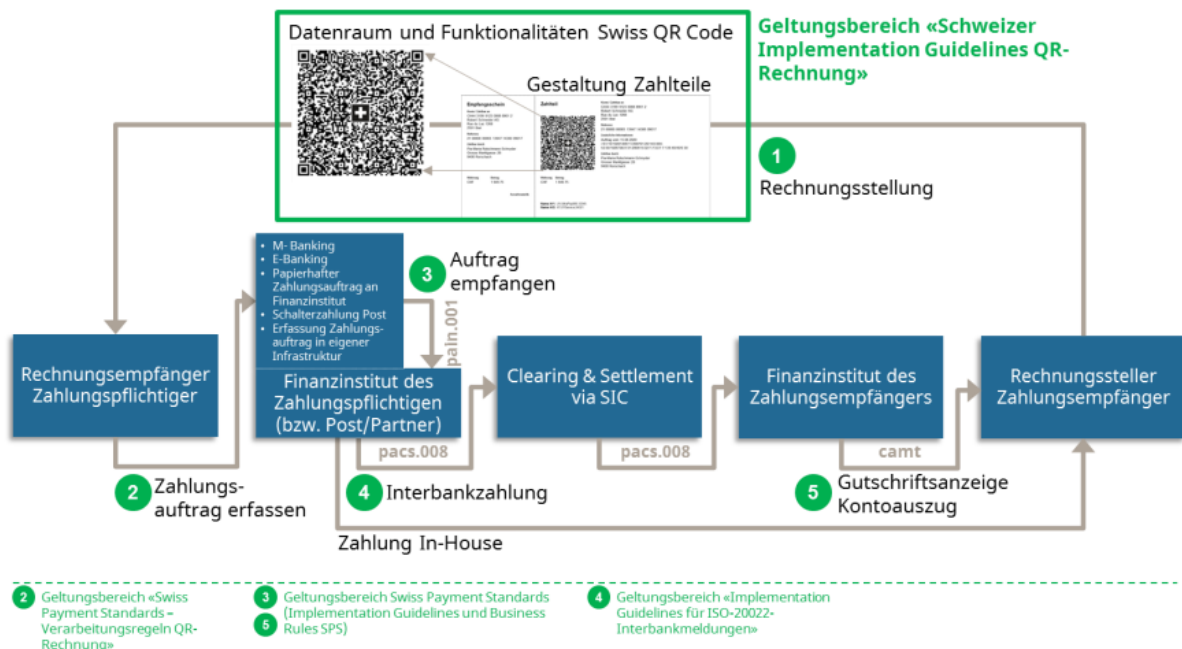 Datenraum und Funktionalitäten Swiss QR Code
Gestaltung Zahlteile
Empfangsschein
Zahlteil
Geltungsbereich «Schweizer
Implementation Guidelines QR-
Rechnung»
1
Rechnungsstellung
• M- Banking
• E-Banking
• Papierhafter
Zahlungsauftrag an
Finanzinstitut
• Schalterzahlung Post
• Erfassung Zahlungs-
auftrag in eigener
Infrastruktur
3 Auftrag
empfangen
pain.001
Rechnungsempfänger
Zahlungspflichtiger
Finanzinstitut des
Zahlungspflichtigen
(bzw. Post/Partner)
Clearing & Settlement
via SIC
Finanzinstitut des
Zahlungsempfängers
Rechnungssteller
Zahlungsempfänger
pacs.008
pacs.008
camt
2 Zahlungs-
auftrag erfassen
4 Interbankzahlung
5 Gutschriftsanzeige
Kontoauszug
Zahlung In-House
2 Geltungsbereich «Swiss
Payment Standards –
Verarbeitungsregeln QR-
Rechnung»
3 Geltungsbereich Swiss Payment Standards
(Implementation Guidelines und Business
5 Rules SPS)
4 Geltungsbereich «Implementation
Guidelines für ISO-20022-
Interbankmeldungen»